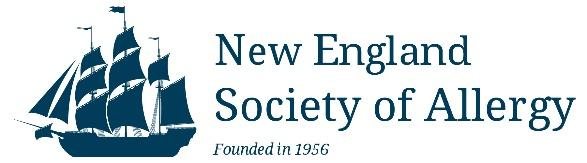 New England
Society of Allergy
Founded in 1956